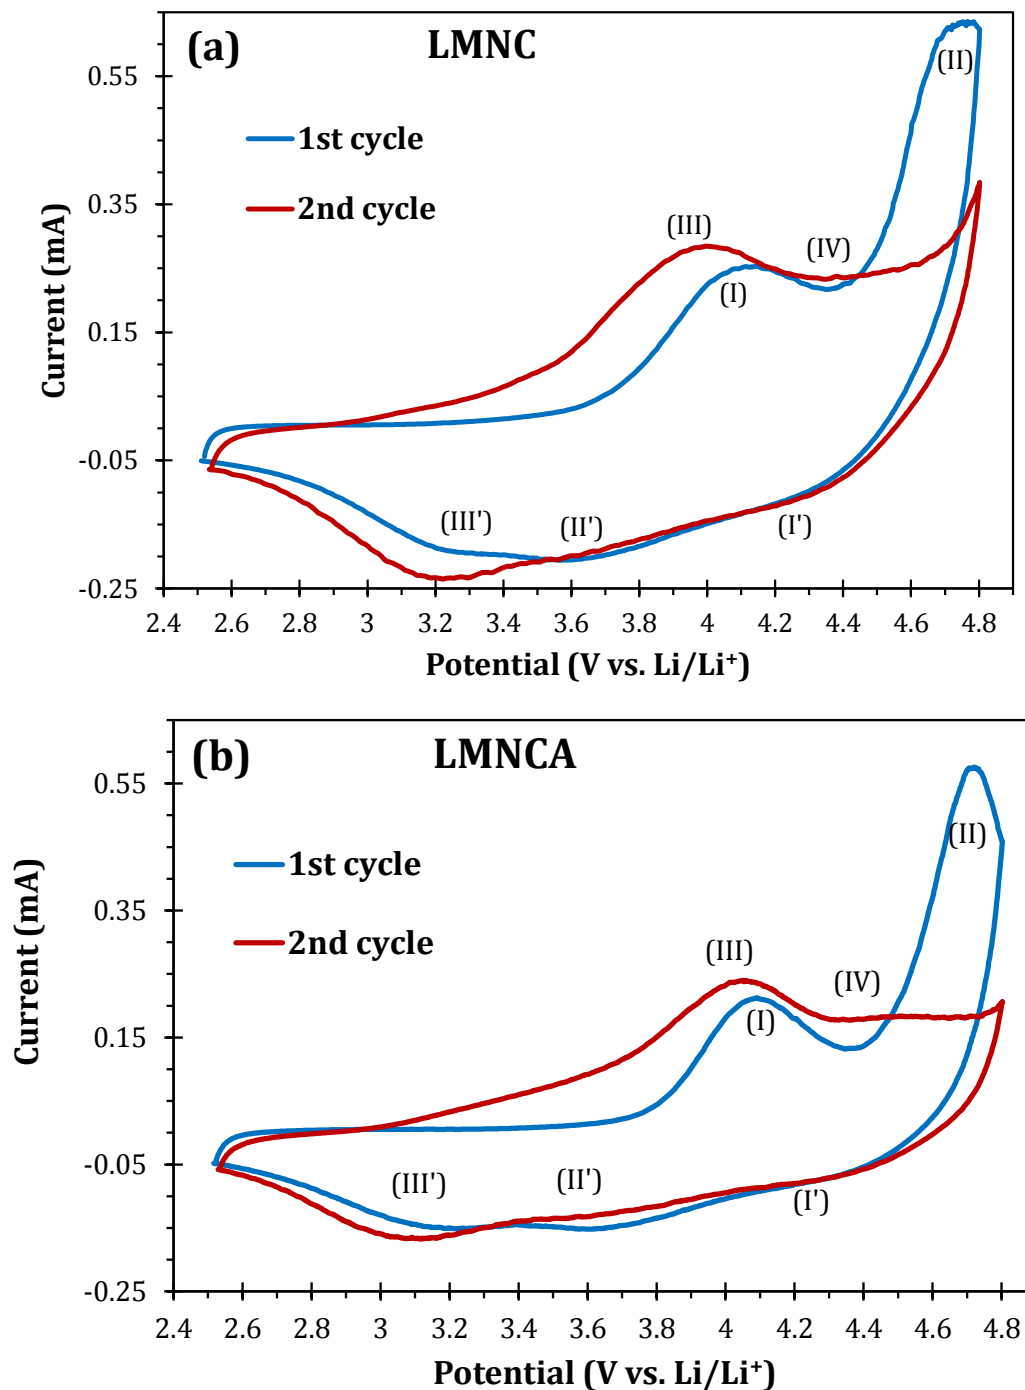 (a)
LMNC
(II)
0.55
1st cycle
0.35
2nd cycle
(III)
(IV)
(I)
0.15
Current (mA)
-0.05
(III')
(II')
(I')
-0.25
2.4 2.6 2.8 3 3.2 3.4 3.6 3.8 4 4.2 4.4 4.6 4.8
Potential (V vs. Li/Li⁺)
(b)
LMNCA
0.55
(II)
1st cycle
0.35
2nd cycle
(III)
(IV)
(I)
0.15
Current (mA)
-0.05
(III')
(II')
(I')
-0.25
2.4 2.6 2.8 3 3.2 3.4 3.6 3.8 4 4.2 4.4 4.6 4.8
Potential (V vs. Li/Li⁺)